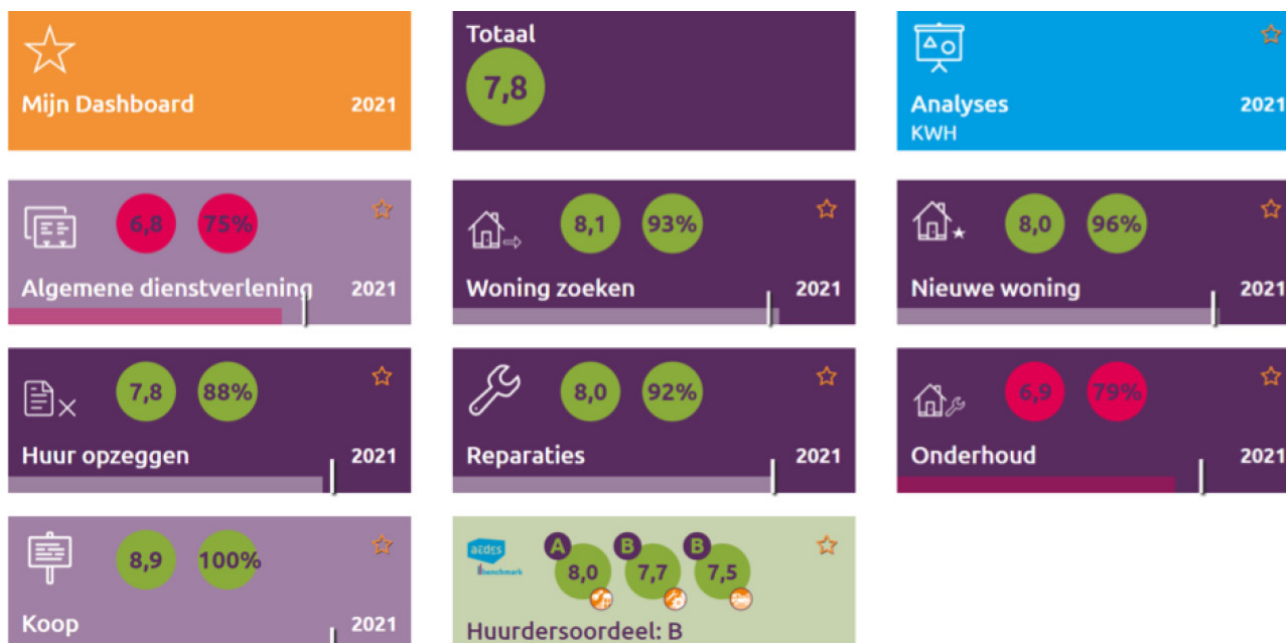 Mijn Dashboard 2021
Totaal
7,8
Analyses 2021
KWH
6,8 75%
Algemene dienstverlening 2021
8,1 93%
Woning zoeken 2021
8,0 96%
Nieuwe woning 2021
7,8 88%
Huur opzeggen 2021
8,0 92%
Reparaties 2021
6,9 79%
Onderhoud 2021
8,9 100%
Koop 2021
aedes
benchmark
A B B
8,0 7,7 7,5
Huurdersoordeel: B